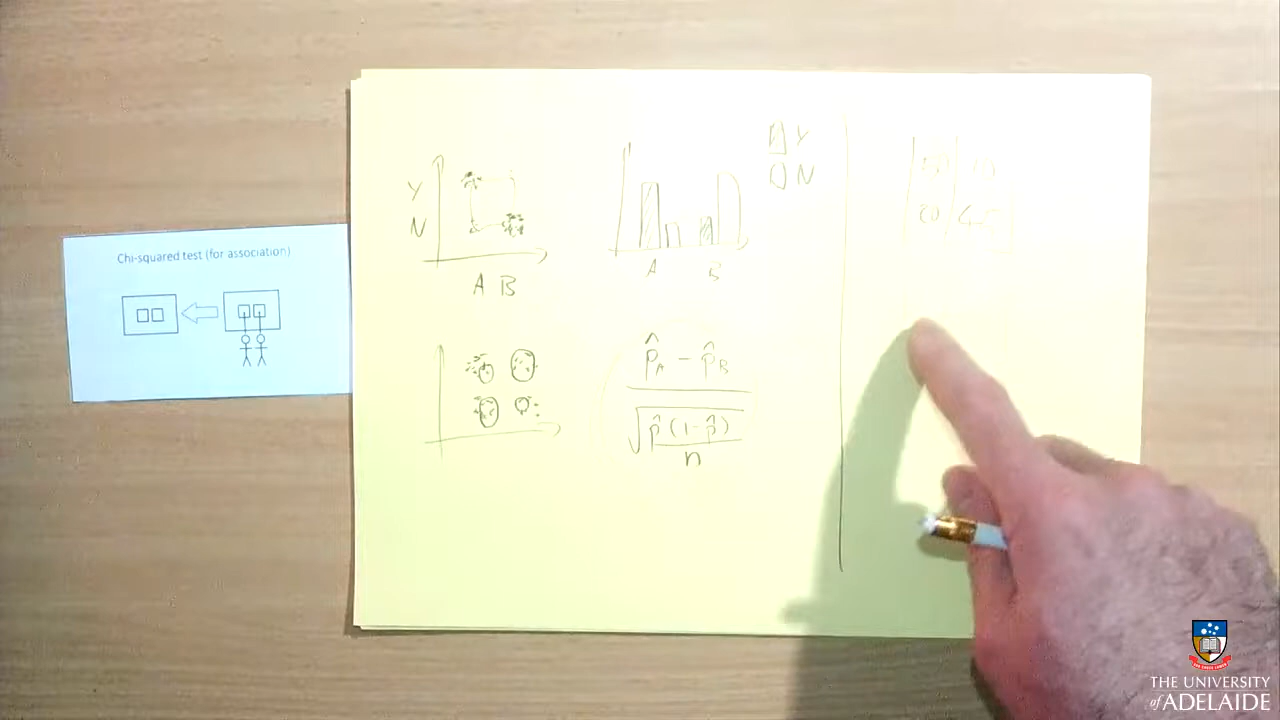 Chi-squared test (for association)
Y
N
A B
Y
N
A B
p̂A - p̂B
√p̂(1-p̂)
n
THE UNIVERSITY
of ADELAIDE